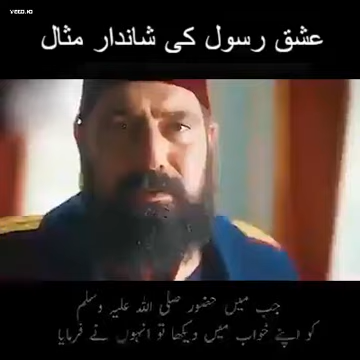 VEED.IO
عشق رسول کی شاندار مثال
جب میں حضور صلی اللہ علیہ وسلم
کو اپنے خواب میں دیکھا تو انہوں نے فرمایا